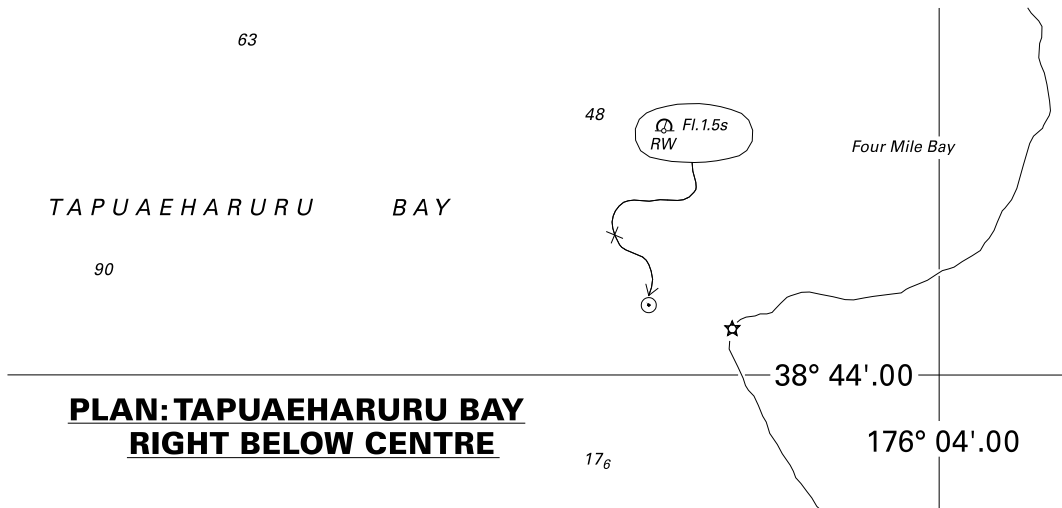 63
48
Fl.1.5s
RW
Four Mile Bay
TAPUAEHARURU BAY
90
38° 44'.00
PLAN: TAPUAEHARURU BAY
RIGHT BELOW CENTRE
176° 04'.00
17₆